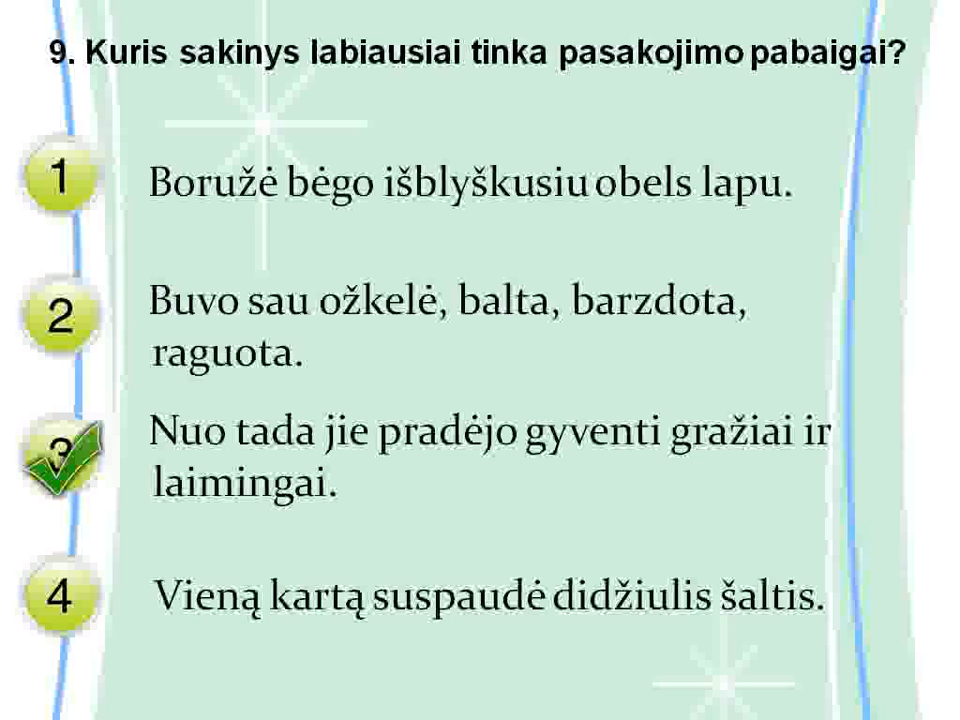 9. Kuris sakinys labiausiai tinka pasakojimo pabaigai?
1 Boružė bėgo išblyškusiu obels lapu.
2 Buvo sau ožkelė, balta, barzdota,
raguota.
3 Nuo tada jie pradėjo gyventi gražiai ir
laimingai.
4 Vieną kartą suspaudė didžiulis šaltis.